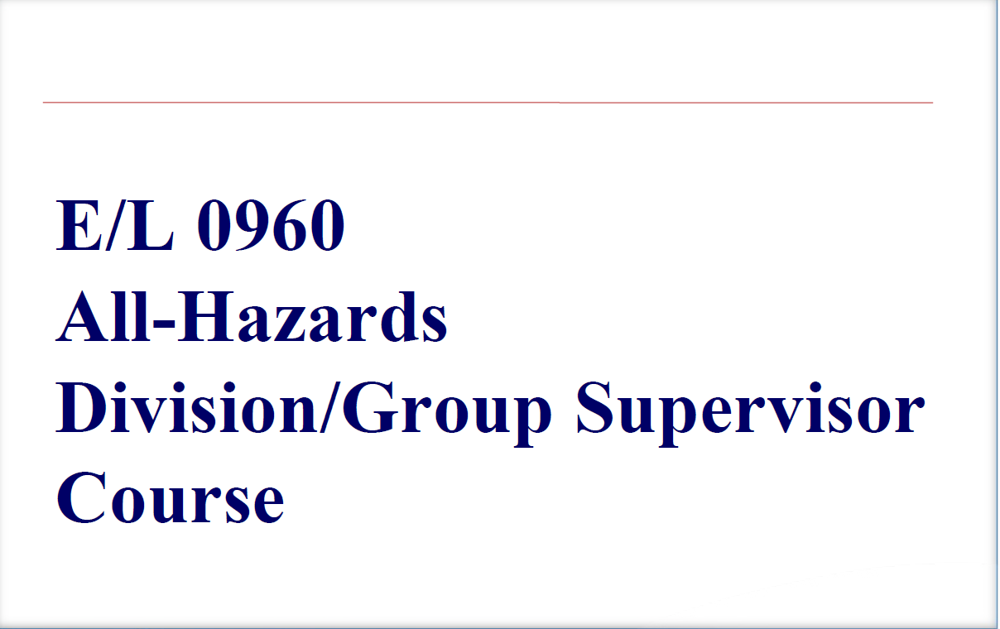 E/L 0960
All-Hazards
Division/Group Supervisor
Course